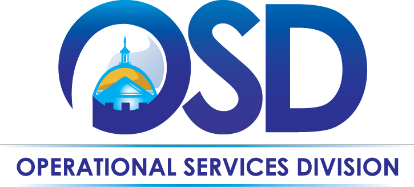 OSD
OPERATIONAL SERVICES DIVISION